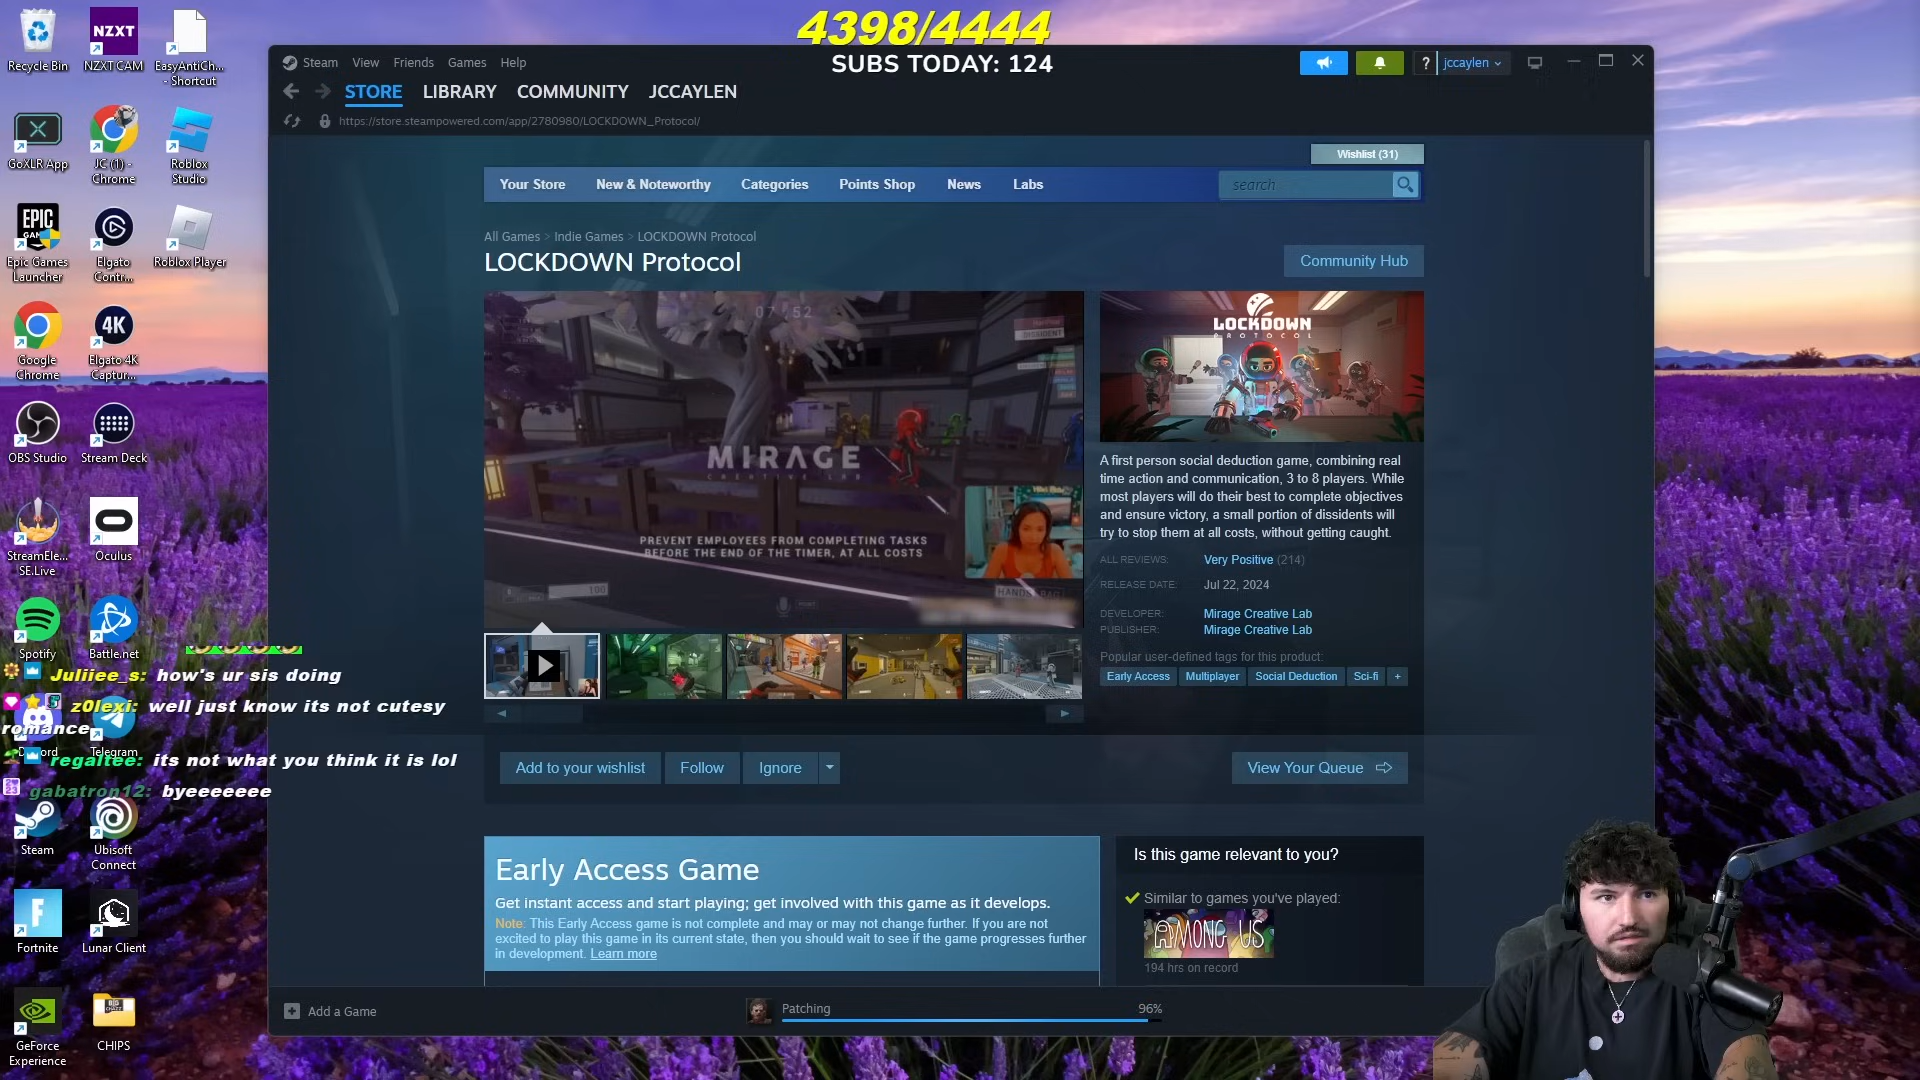 4398/4444
SUBS TODAY: 124
Recycle Bin
NZXT
NZXT CAM
EasyAntiCh...
- Shortcut
GoXLR App
JC (1) -
Chrome
Roblox
Studio
EPIC
Epic Games
Launcher
Elgato
Contr...
Roblox Player
Google
Chrome
4K
Elgato 4K
Captur...
OBS Studio
Stream Deck
StreamEle...
SE.Live
Oculus
Spotify
Battle.net
Juliiee_s: how's ur sis doing
z0lexi: well just know its not cutesy
romance
Telegram
regaltee: its not what you think it is lol
gabatron12: byeeeeeee
Steam
Ubisoft
Connect
Fortnite
Lunar Client
GeForce
Experience
CHIPS
Steam View Friends Games Help
? jccaylen
STORE LIBRARY COMMUNITY JCCAYLEN
https://store.steampowered.com/app/2780980/LOCKDOWN_Protocol/
Wishlist (31)
Your Store New & Noteworthy Categories Points Shop News Labs
search
All Games > Indie Games > LOCKDOWN Protocol
LOCKDOWN Protocol
Community Hub
07:52
DISSIDENT
MIRAGE
CREATIVE LAB
PREVENT EMPLOYEES FROM COMPLETING TASKS
BEFORE THE END OF THE TIMER, AT ALL COSTS
100
LOCKDOWN
PROTOCOL
A first person social deduction game, combining real
time action and communication, 3 to 8 players. While
most players will do their best to complete objectives
and ensure victory, a small portion of dissidents will
try to stop them at all costs, without getting caught.
ALL REVIEWS: Very Positive (214)
RELEASE DATE: Jul 22, 2024
DEVELOPER: Mirage Creative Lab
PUBLISHER: Mirage Creative Lab
Popular user-defined tags for this product:
Early Access Multiplayer Social Deduction Sci-fi +
Add to your wishlist Follow Ignore
View Your Queue
Early Access Game
Get instant access and start playing; get involved with this game as it develops.
Note: This Early Access game is not complete and may or may not change further. If you are not
excited to play this game in its current state, then you should wait to see if the game progresses further
in development. Learn more
Is this game relevant to you?
Similar to games you've played:
AMONG US
194 hrs on record
Add a Game
Patching 96%